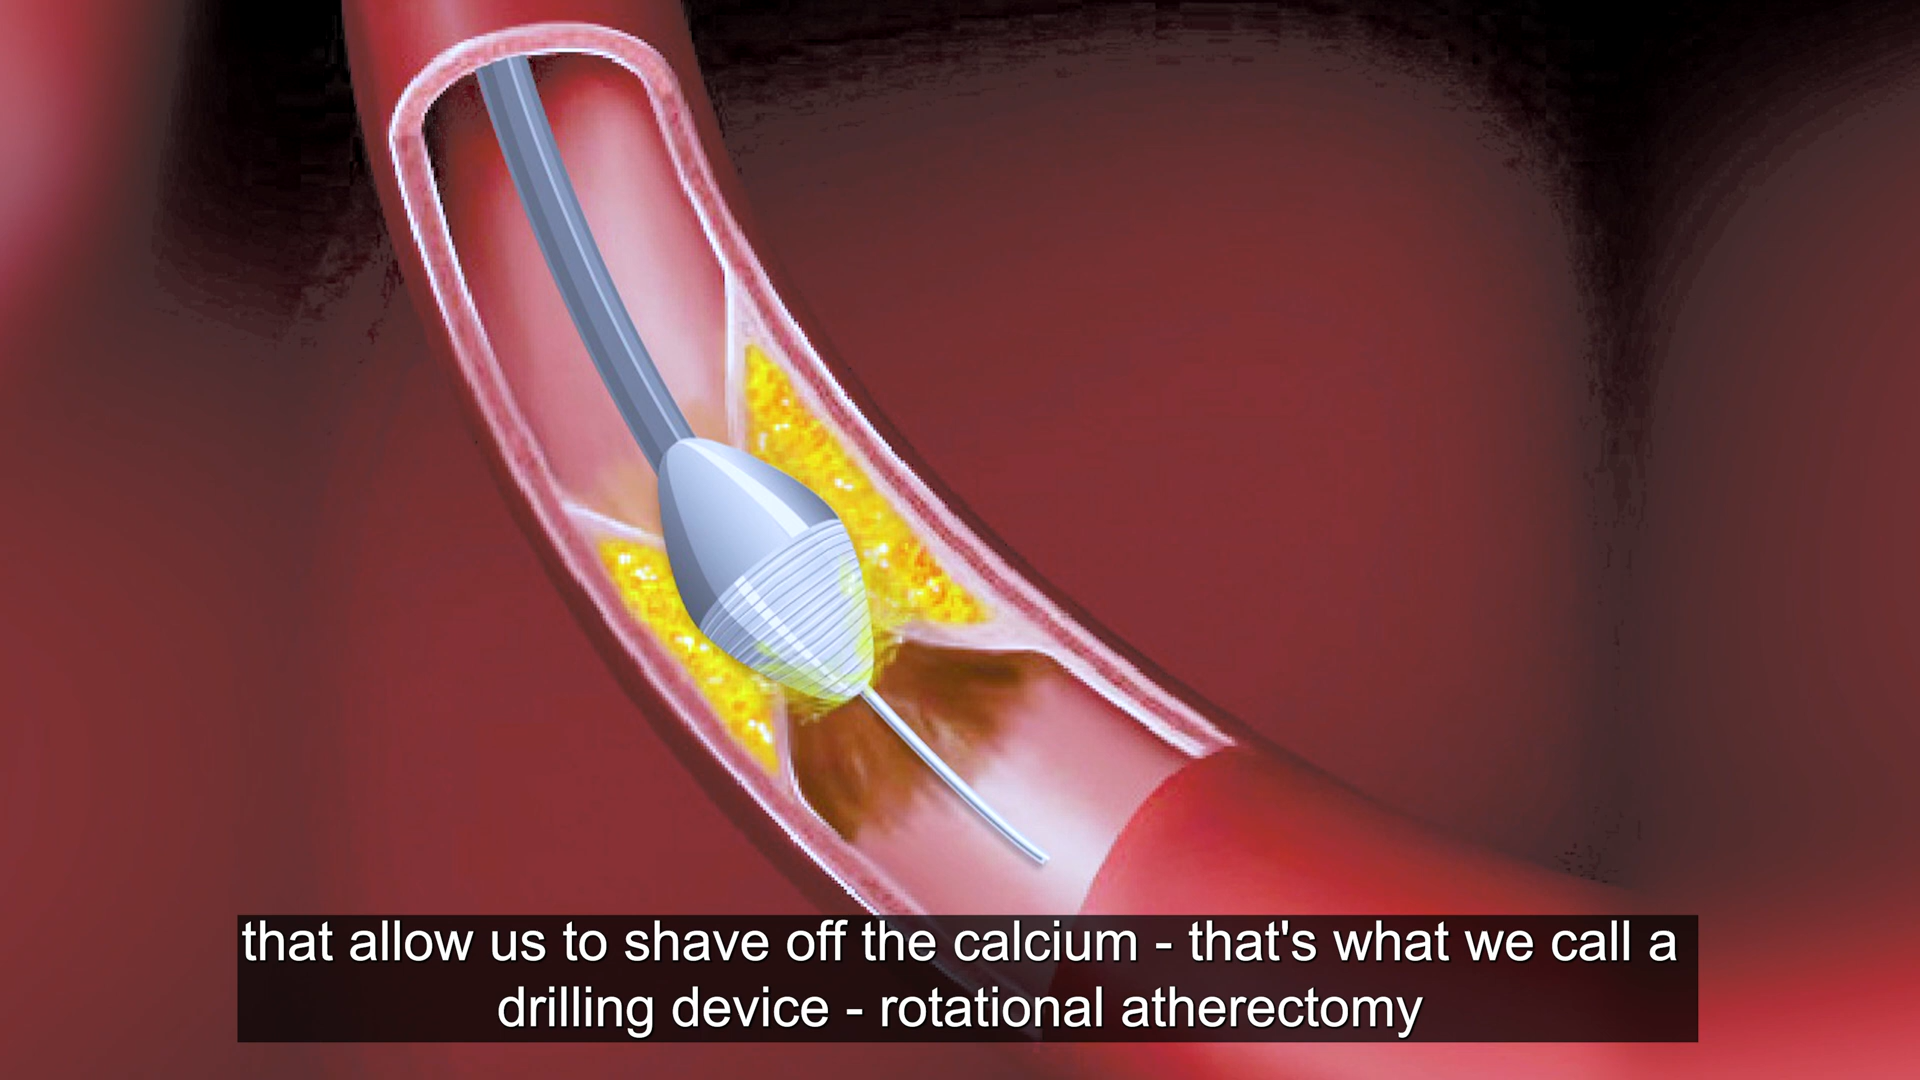 that allow us to shave off the calcium - that's what we call a
drilling device - rotational atherectomy